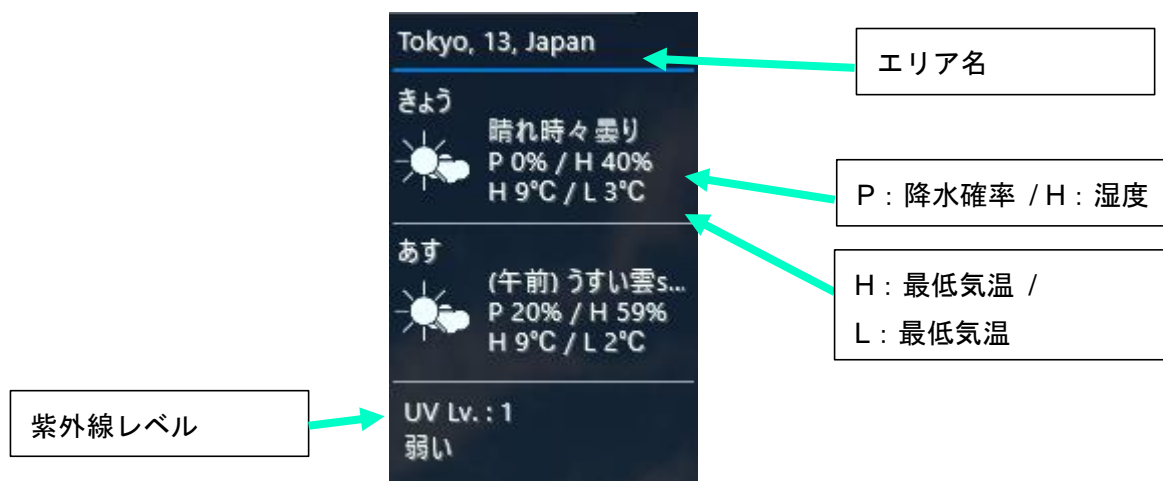 Tokyo, 13, Japan
エリア名
きょう
晴れ時々曇り
P 0% / H 40%
H 9℃ / L 3℃
P：降水確率 / H：湿度
あす
(午前) うすい雲s...
P 20% / H 59%
H 9℃ / L 2℃
H：最低気温 /
L：最低気温
紫外線レベル
UV Lv. : 1
弱い